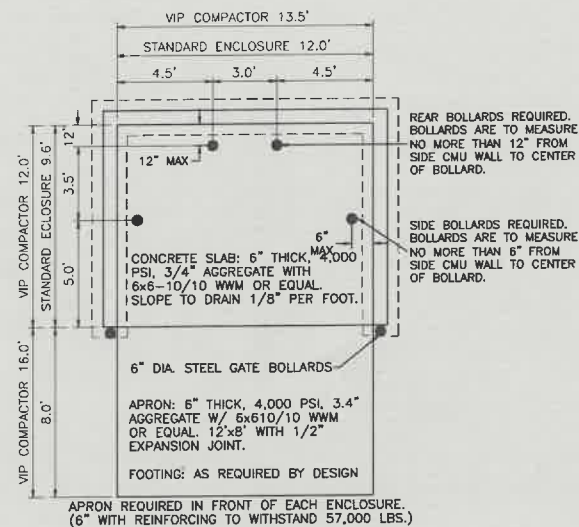 VIP COMPACTOR 13.5'
STANDARD ENCLOSURE 12.0'
4.5' 3.0' 4.5'
12"
12" MAX
REAR BOLLARDS REQUIRED.
BOLLARDS ARE TO MEASURE
NO MORE THAN 12" FROM
SIDE CMU WALL TO CENTER
OF BOLLARD.
VIP COMPACTOR 12.0'
STANDARD ECLOSURE 9.6'
3.5'
5.0'
6"
MAX
SIDE BOLLARDS REQUIRED.
BOLLARDS ARE TO MEASURE
NO MORE THAN 6" FROM
SIDE CMU WALL TO CENTER
OF BOLLARD.
CONCRETE SLAB: 6" THICK, 4,000
PSI, 3/4" AGGREGATE WITH
6x6-10/10 WWM OR EQUAL.
SLOPE TO DRAIN 1/8" PER FOOT.
VIP COMPACTOR 16.0'
8.0'
6" DIA. STEEL GATE BOLLARDS
APRON: 6" THICK, 4,000 PSI, 3.4"
AGGREGATE W/ 6x610/10 WWM
OR EQUAL. 12'x8' WITH 1/2"
EXPANSION JOINT.
FOOTING: AS REQUIRED BY DESIGN
APRON REQUIRED IN FRONT OF EACH ENCLOSURE.
(6" WITH REINFORCING TO WITHSTAND 57,000 LBS.)